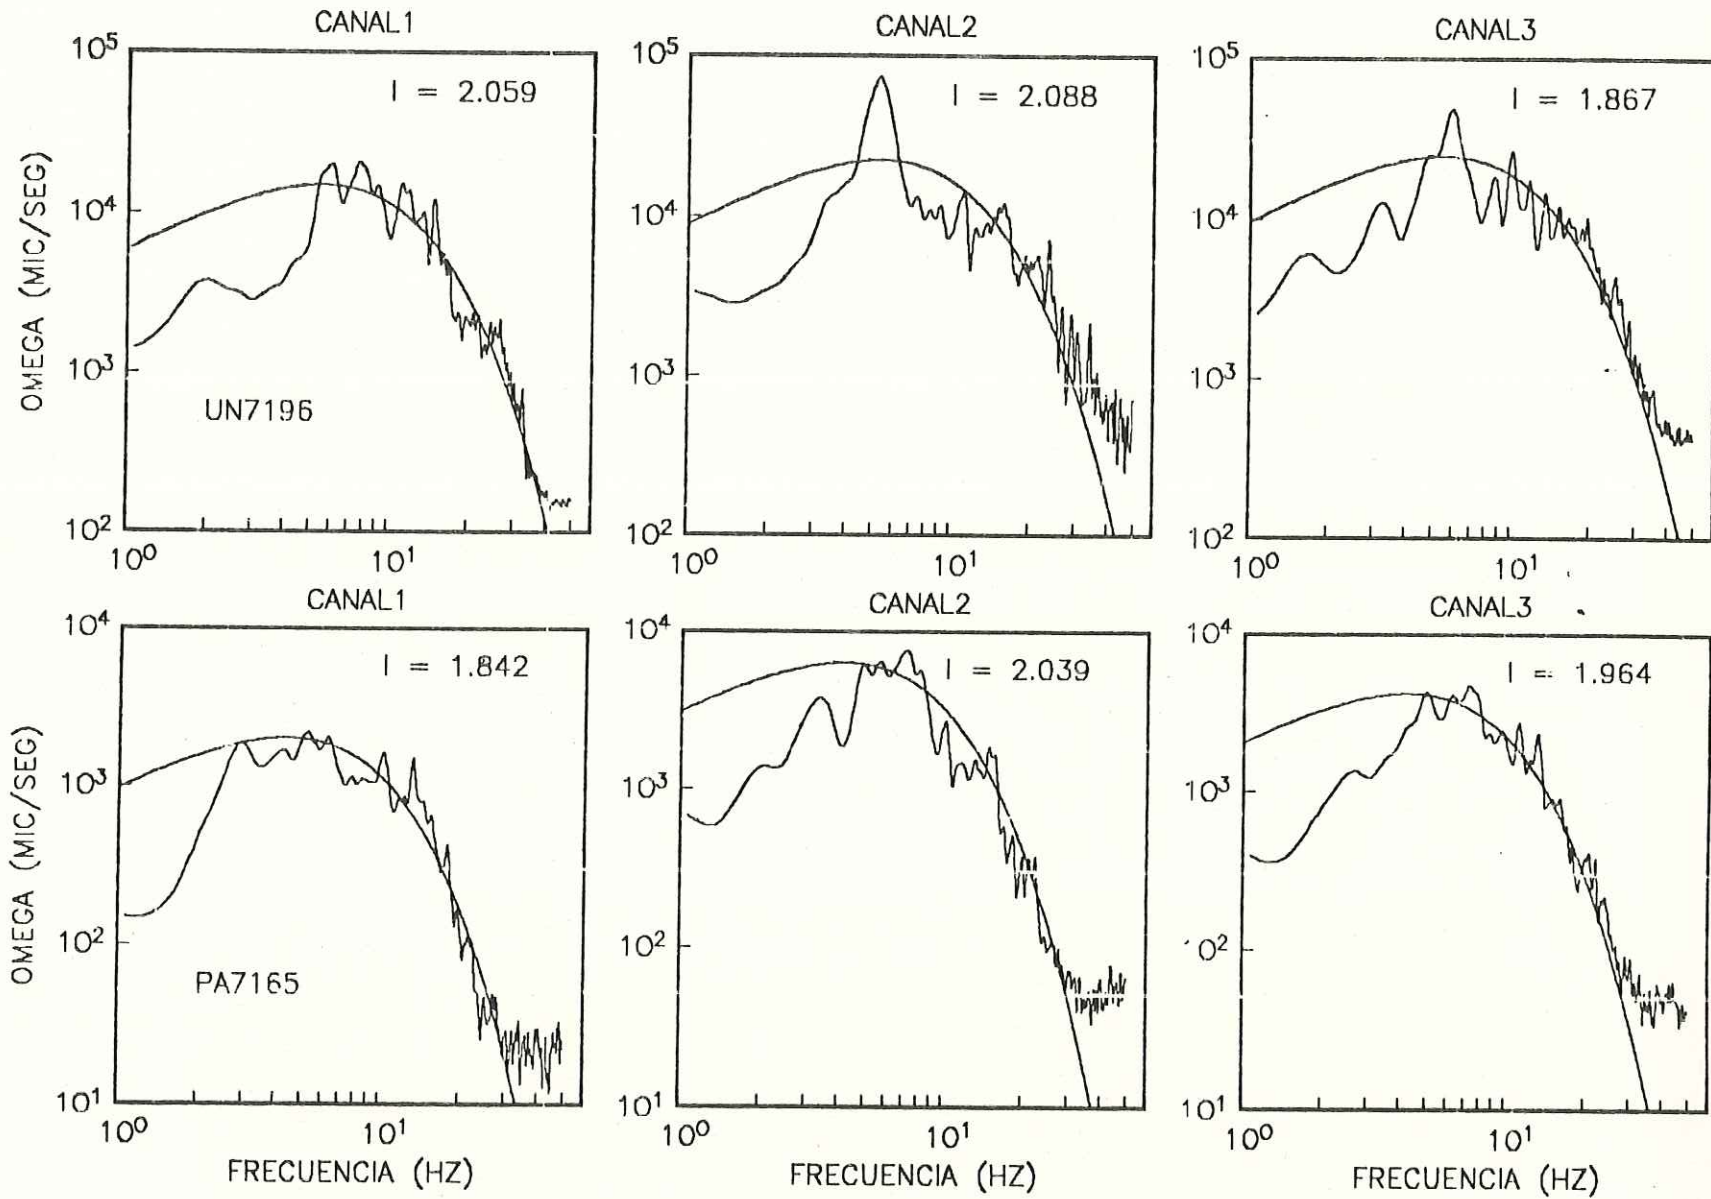 CANAL1
CANAL2
CANAL3
10⁵
10⁴
10³
10²
10⁰
10¹
I = 2.059
UN7196
OMEGA (MIC/SEG)
10⁵
10⁴
10³
10²
10⁰
10¹
I = 2.088
10⁵
10⁴
10³
10²
10⁰
10¹
I = 1.867
CANAL1
CANAL2
CANAL3
10⁴
10³
10²
10¹
10⁰
10¹
I = 1.842
PA7165
OMEGA (MIC/SEG)
FRECUENCIA (HZ)
10⁴
10³
10²
10¹
10⁰
10¹
I = 2.039
FRECUENCIA (HZ)
10⁴
10³
10²
10¹
10⁰
10¹
I = 1.964
FRECUENCIA (HZ)